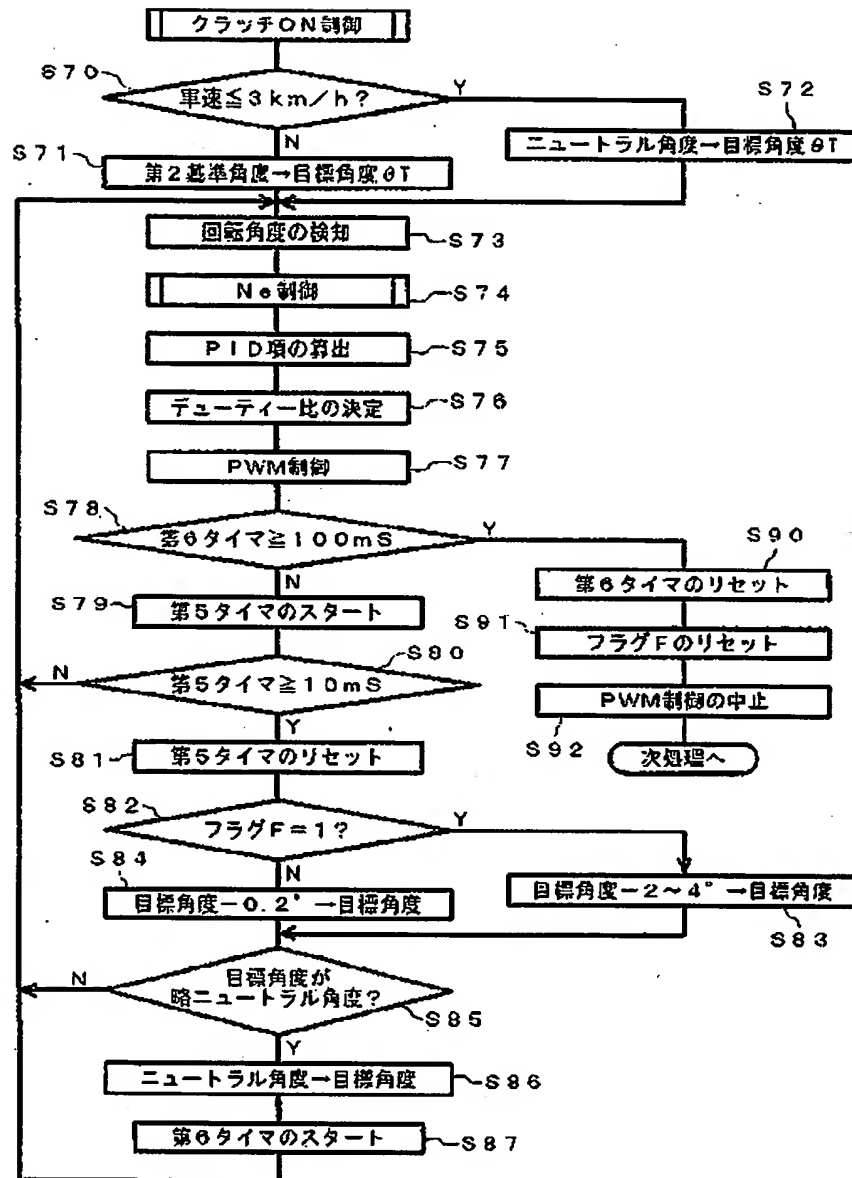 クラッチON制御
S70
車速≦3km/h?
Y
S72
N
ニュートラル角度→目標角度θT
S71
第2基準角度→目標角度θT
回転角度の検知
S73
Ne制御
S74
PID項の算出
S75
デューティー比の決定
S76
PWM制御
S77
S78
第6タイマ≧100mS
Y
S90
N
第6タイマのリセット
S79
第5タイマのスタート
S91
フラグFのリセット
S80
N
第5タイマ≧10mS
PWM制御の中止
Y
S92
S81
第5タイマのリセット
次処理へ
S82
フラグF=1?
Y
S84
N
目標角度-0.2°→目標角度
目標角度-2~4°→目標角度
S83
N
目標角度が
略ニュートラル角度?
S85
Y
ニュートラル角度→目標角度
S86
第6タイマのスタート
S87